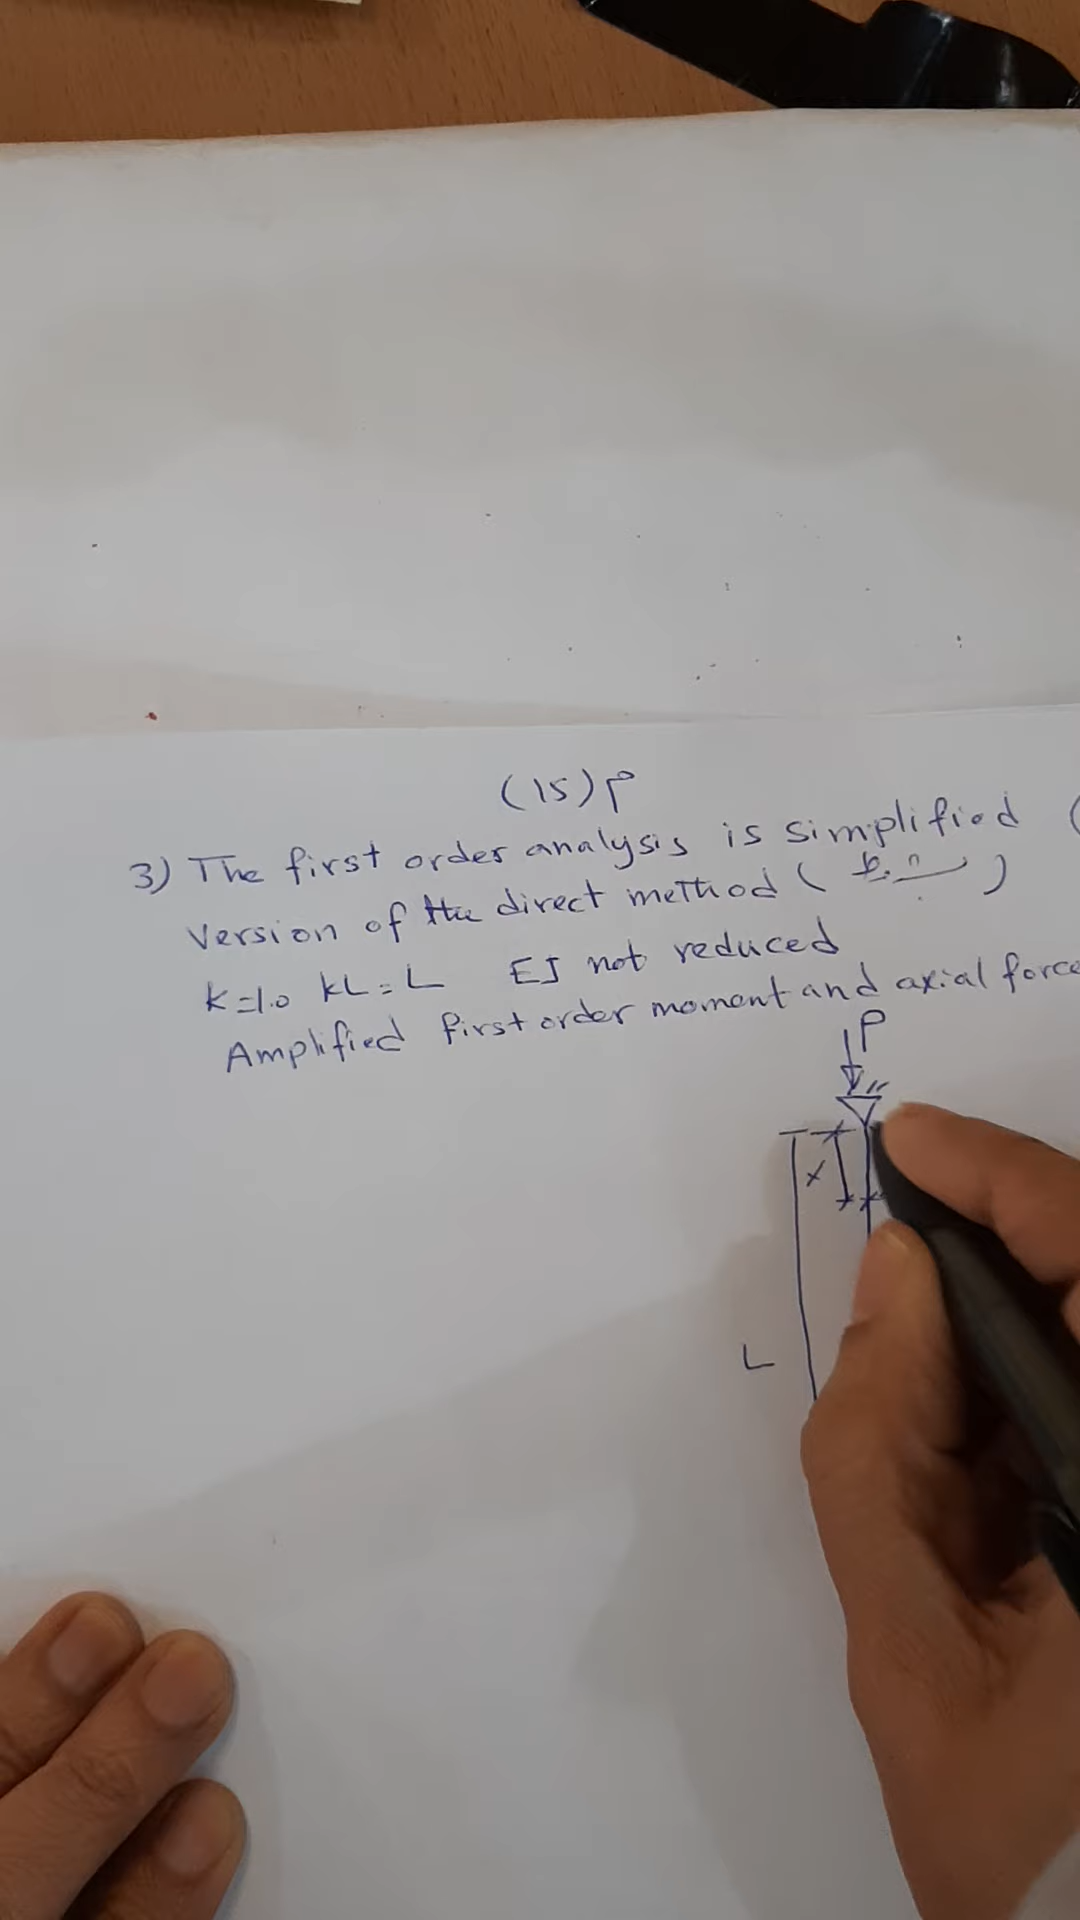 (15) م
3) The first order analysis is simplified (
Version of the direct method ( )
K=1.0 KL=L EI not reduced
Amplified first order moment and axial force
P
X
L